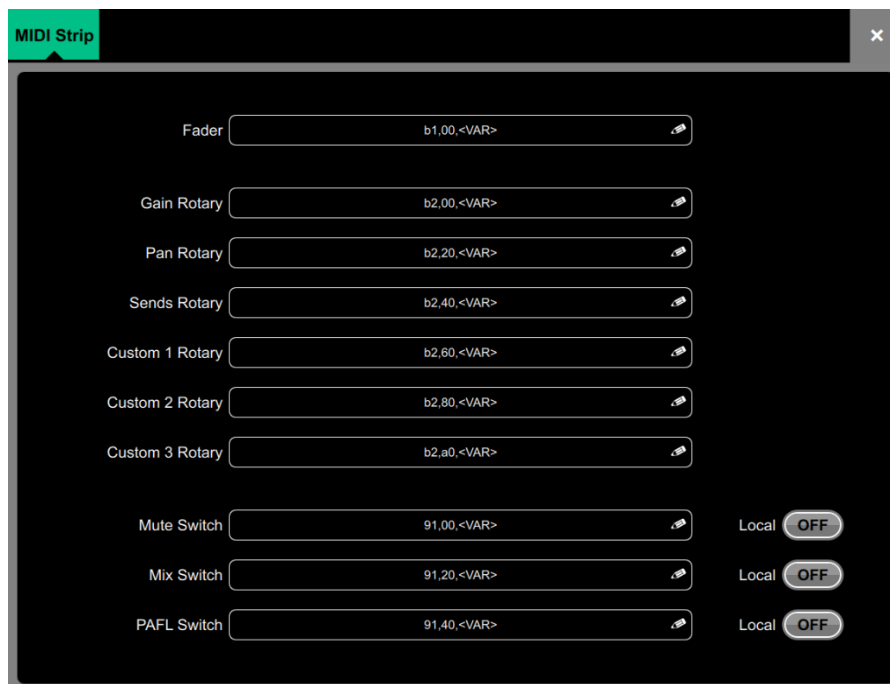 MIDI Strip ×
Fader b1,00,<VAR>
Gain Rotary b2,00,<VAR>
Pan Rotary b2,20,<VAR>
Sends Rotary b2,40,<VAR>
Custom 1 Rotary b2,60,<VAR>
Custom 2 Rotary b2,80,<VAR>
Custom 3 Rotary b2,a0,<VAR>
Mute Switch 91,00,<VAR> Local OFF
Mix Switch 91,20,<VAR> Local OFF
PAFL Switch 91,40,<VAR> Local OFF